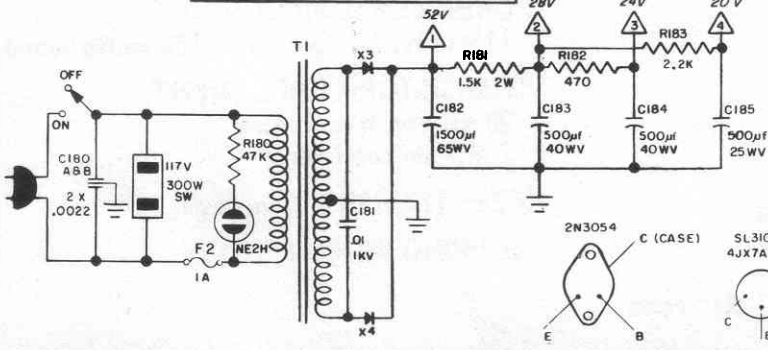 52V
28V
24V
20V
1
2
3
4
OFF
ON
T1
X3
R181
1.5K 2W
R182
470
R183
2.2K
C180
A&B
2 X
.0022
117V
300W
SW
R180
47K
C182
1500µf
65WV
C183
500µf
40WV
C184
500µf
40WV
C185
500µf
25WV
C181
.01
1KV
F2
1A
NE2H
X4
2N3054
C (CASE)
E
B
SL310
4JX7A
C